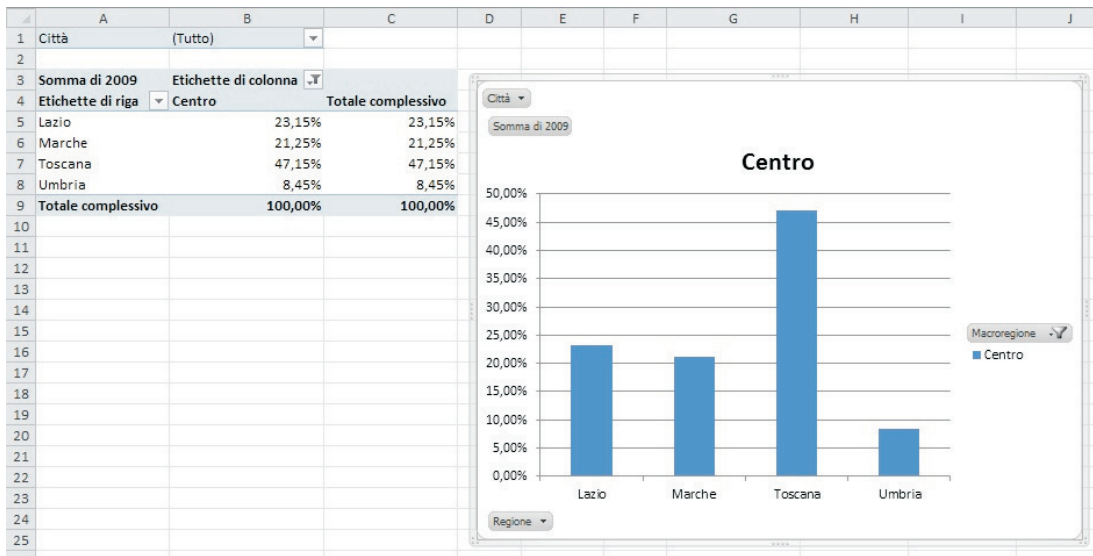 A B C D E F G H I J
1 Città (Tutto)
2
3 Somma di 2009 Etichette di colonna
4 Etichette di riga Centro Totale complessivo
5 Lazio 23,15% 23,15%
6 Marche 21,25% 21,25%
7 Toscana 47,15% 47,15%
8 Umbria 8,45% 8,45%
9 Totale complessivo 100,00% 100,00%
10
11
12
13
14
15
16
17
18
19
20
21
22
23
24
25
Città
Somma di 2009
Centro
50,00%
45,00%
40,00%
35,00%
30,00%
25,00%
20,00%
15,00%
10,00%
5,00%
0,00%
Lazio Marche Toscana Umbria
Macroregione
Centro
Regione